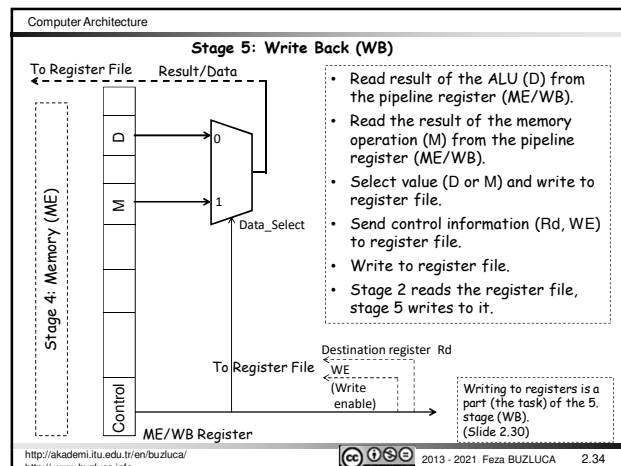 Computer Architecture
Stage 5: Write Back (WB)
To Register File
Result/Data
D
0
M
1
Data_Select
Stage 4: Memory (ME)
• Read result of the ALU (D) from
the pipeline register (ME/WB).
• Read the result of the memory
operation (M) from the pipeline
register (ME/WB).
• Select value (D or M) and write to
register file.
• Send control information (Rd, WE)
to register file.
• Write to register file.
• Stage 2 reads the register file,
stage 5 writes to it.
Destination register Rd
To Register File
WE
(Write
enable)
Control
ME/WB Register
Writing to registers is a
part (the task) of the 5.
stage (WB).
(Slide 2.30)
http://akademi.itu.edu.tr/en/buzluca/
http://www.buzluca.info
cc
2013 - 2021 Feza BUZLUCA
2.34